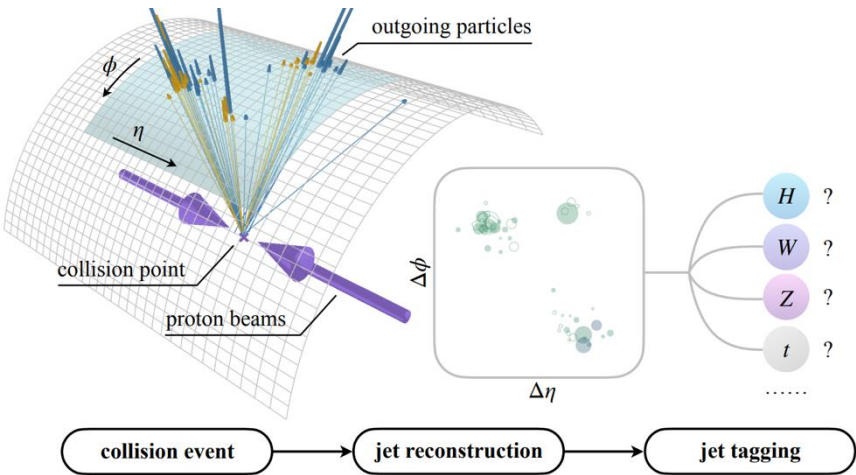 outgoing particles
ϕ
η
collision point
proton beams
Δϕ
Δη
H ?
W ?
Z ?
t ?
......
collision event
jet reconstruction
jet tagging